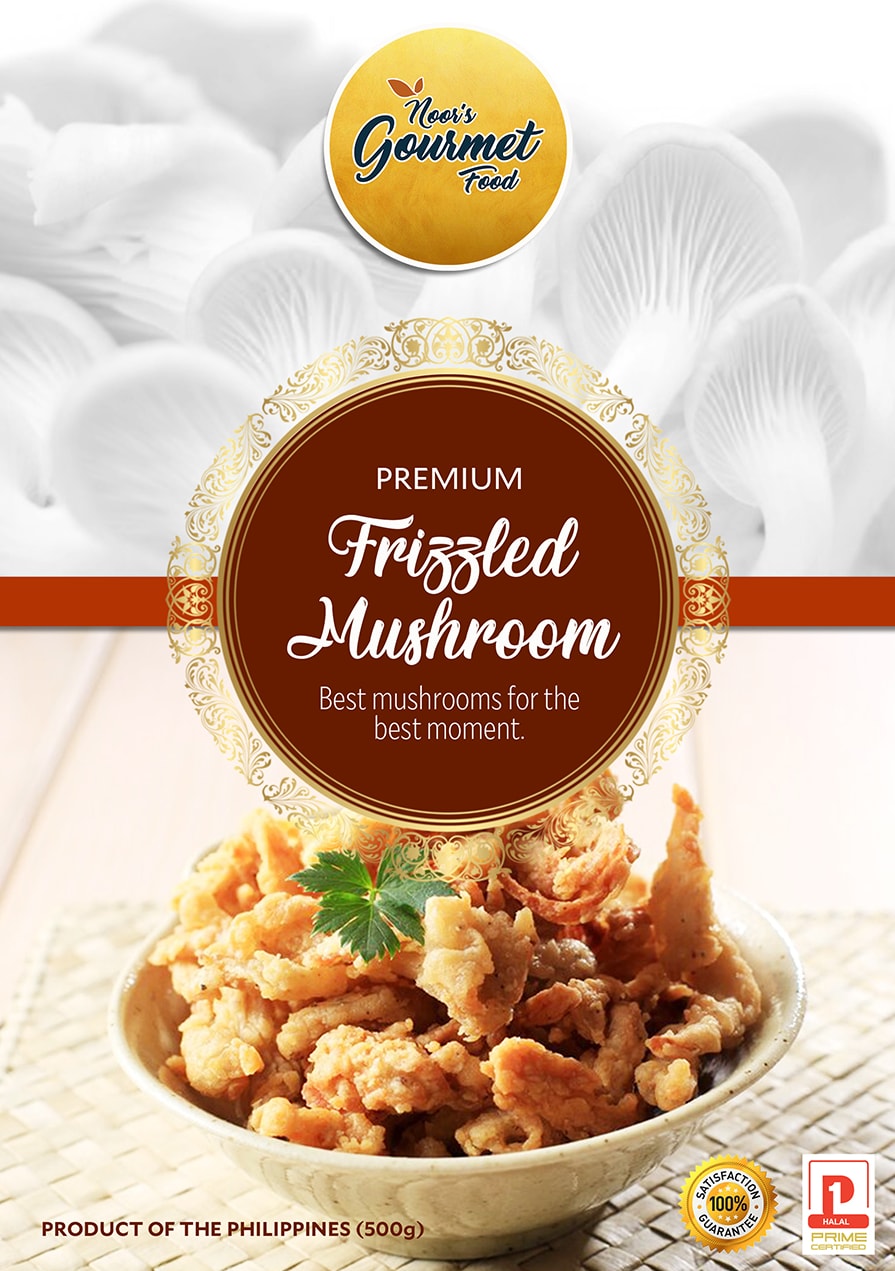 Noor's
Gourmet
Food
PREMIUM
Frizzled
Mushroom
Best mushrooms for the
best moment.
SATISFACTION
100%
GUARANTEE
1
HALAL
PRIME
CERTIFIED
PRODUCT OF THE PHILIPPINES (500g)